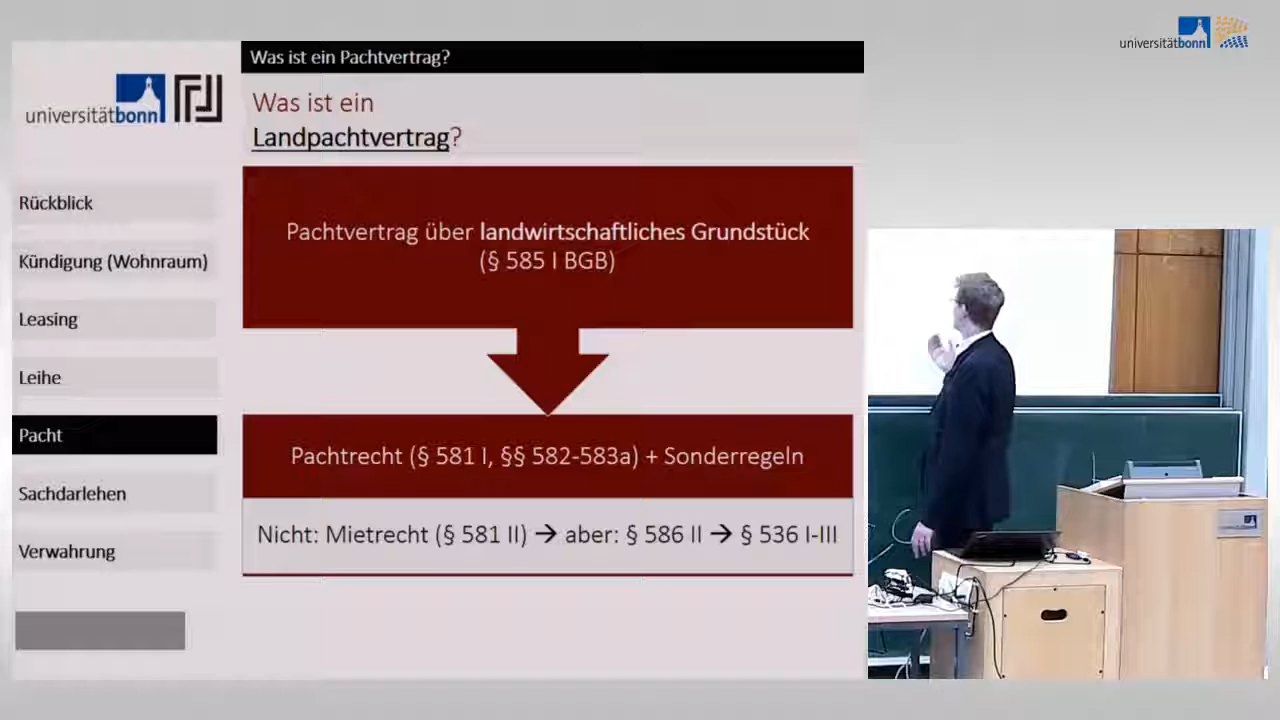 universitätbonn
Was ist ein Pachtvertrag?
universitätbonn
Was ist ein
Landpachtvertrag?
Rückblick
Kündigung (Wohnraum)
Leasing
Leihe
Pacht
Sachdarlehen
Verwahrung
Pachtvertrag über landwirtschaftliches Grundstück
(§ 585 I BGB)
Pachtrecht (§ 581 I, §§ 582-583a) + Sonderregeln
Nicht: Mietrecht (§ 581 II) → aber: § 586 II → § 536 I-III